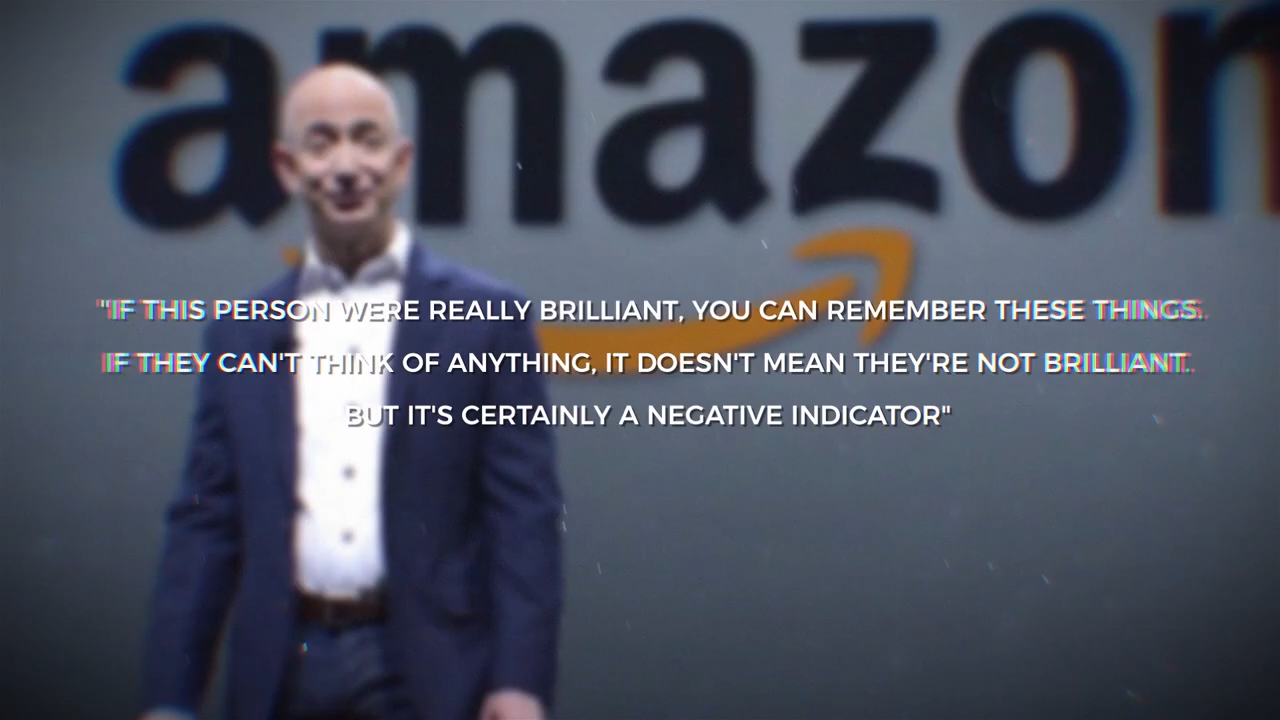 amazon
"IF THIS PERSON WERE REALLY BRILLIANT, YOU CAN REMEMBER THESE THINGS.
IF THEY CAN'T THINK OF ANYTHING, IT DOESN'T MEAN THEY'RE NOT BRILLIANT.
BUT IT'S CERTAINLY A NEGATIVE INDICATOR"